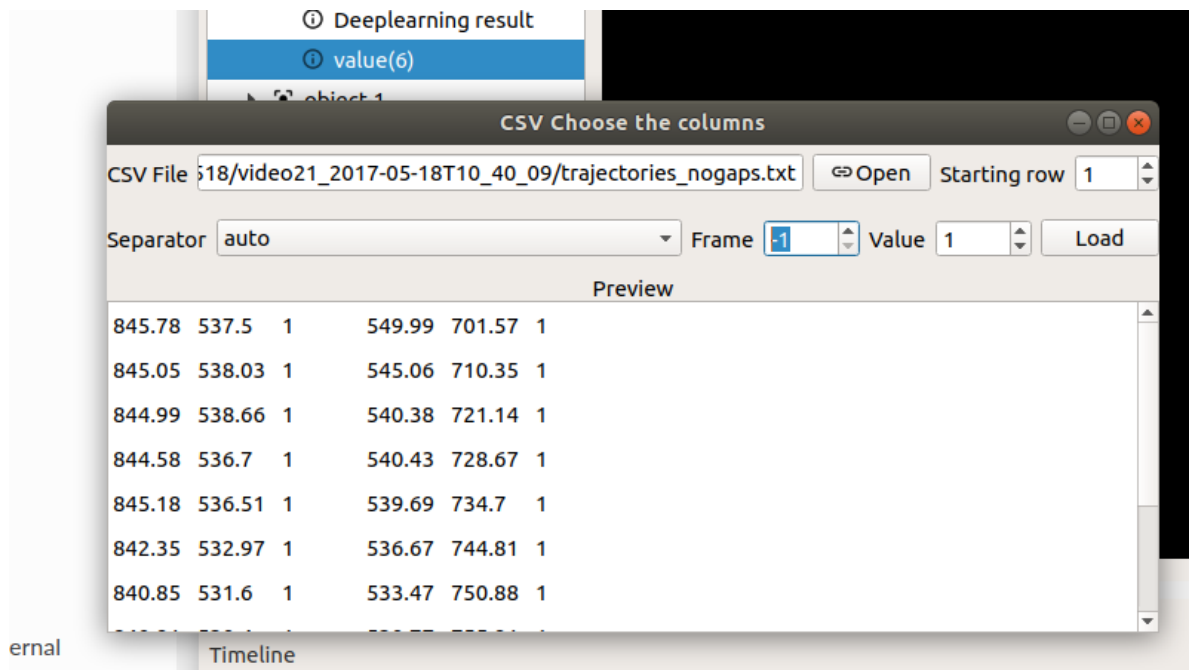 Deeplearning result
value(6)
object 1
CSV Choose the columns
CSV File 518/video21_2017-05-18T10_40_09/trajectories_nogaps.txt Open Starting row 1
Separator auto Frame -1 Value 1 Load
Preview
845.78 537.5 1 549.99 701.57 1
845.05 538.03 1 545.06 710.35 1
844.99 538.66 1 540.38 721.14 1
844.58 536.7 1 540.43 728.67 1
845.18 536.51 1 539.69 734.7 1
842.35 532.97 1 536.67 744.81 1
840.85 531.6 1 533.47 750.88 1
ernal
Timeline